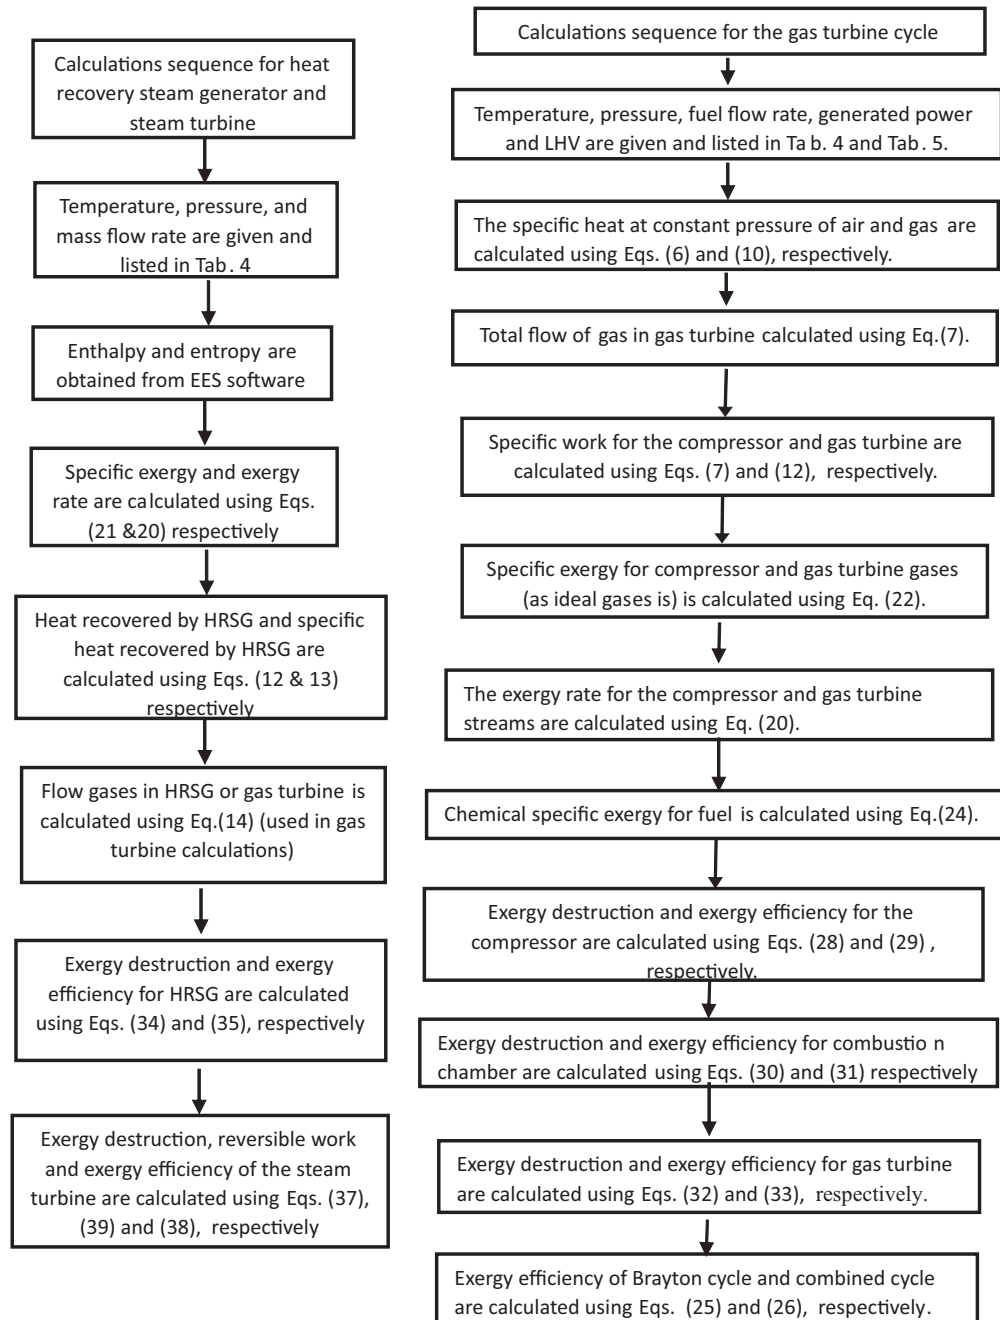 Calculations sequence for heat
recovery steam generator and
steam turbine
Temperature, pressure, and
mass flow rate are given and
listed in Tab. 4
Enthalpy and entropy are
obtained from EES software
Specific exergy and exergy
rate are calculated using Eqs.
(21 &20) respectively
Heat recovered by HRSG and specific
heat recovered by HRSG are
calculated using Eqs. (12 & 13)
respectively
Flow gases in HRSG or gas turbine is
calculated using Eq.(14) (used in gas
turbine calculations)
Exergy destruction and exergy
efficiency for HRSG are calculated
using Eqs. (34) and (35), respectively
Exergy destruction, reversible work
and exergy efficiency of the steam
turbine are calculated using Eqs. (37),
(39) and (38), respectively
Calculations sequence for the gas turbine cycle
Temperature, pressure, fuel flow rate, generated power
and LHV are given and listed in Tab. 4 and Tab. 5.
The specific heat at constant pressure of air and gas are
calculated using Eqs. (6) and (10), respectively.
Total flow of gas in gas turbine calculated using Eq.(7).
Specific work for the compressor and gas turbine are
calculated using Eqs. (7) and (12), respectively.
Specific exergy for compressor and gas turbine gases
(as ideal gases is) is calculated using Eq. (22).
The exergy rate for the compressor and gas turbine
streams are calculated using Eq. (20).
Chemical specific exergy for fuel is calculated using Eq.(24).
Exergy destruction and exergy efficiency for the
compressor are calculated using Eqs. (28) and (29) ,
respectively.
Exergy destruction and exergy efficiency for combustio n
chamber are calculated using Eqs. (30) and (31) respectively
Exergy destruction and exergy efficiency for gas turbine
are calculated using Eqs. (32) and (33), respectively.
Exergy efficiency of Brayton cycle and combined cycle
are calculated using Eqs. (25) and (26), respectively.